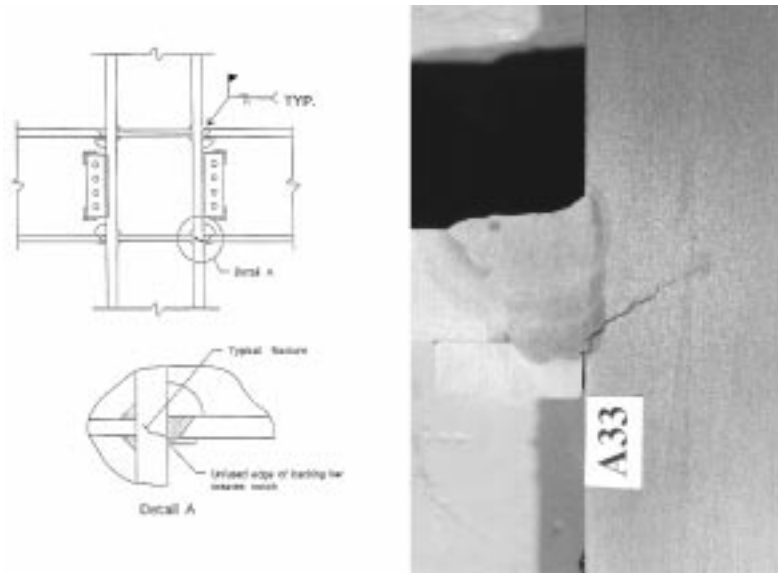 TYP.
Detail A
Typical fracture
Unfused edge of backing bar
creates notch
Detail A
A33